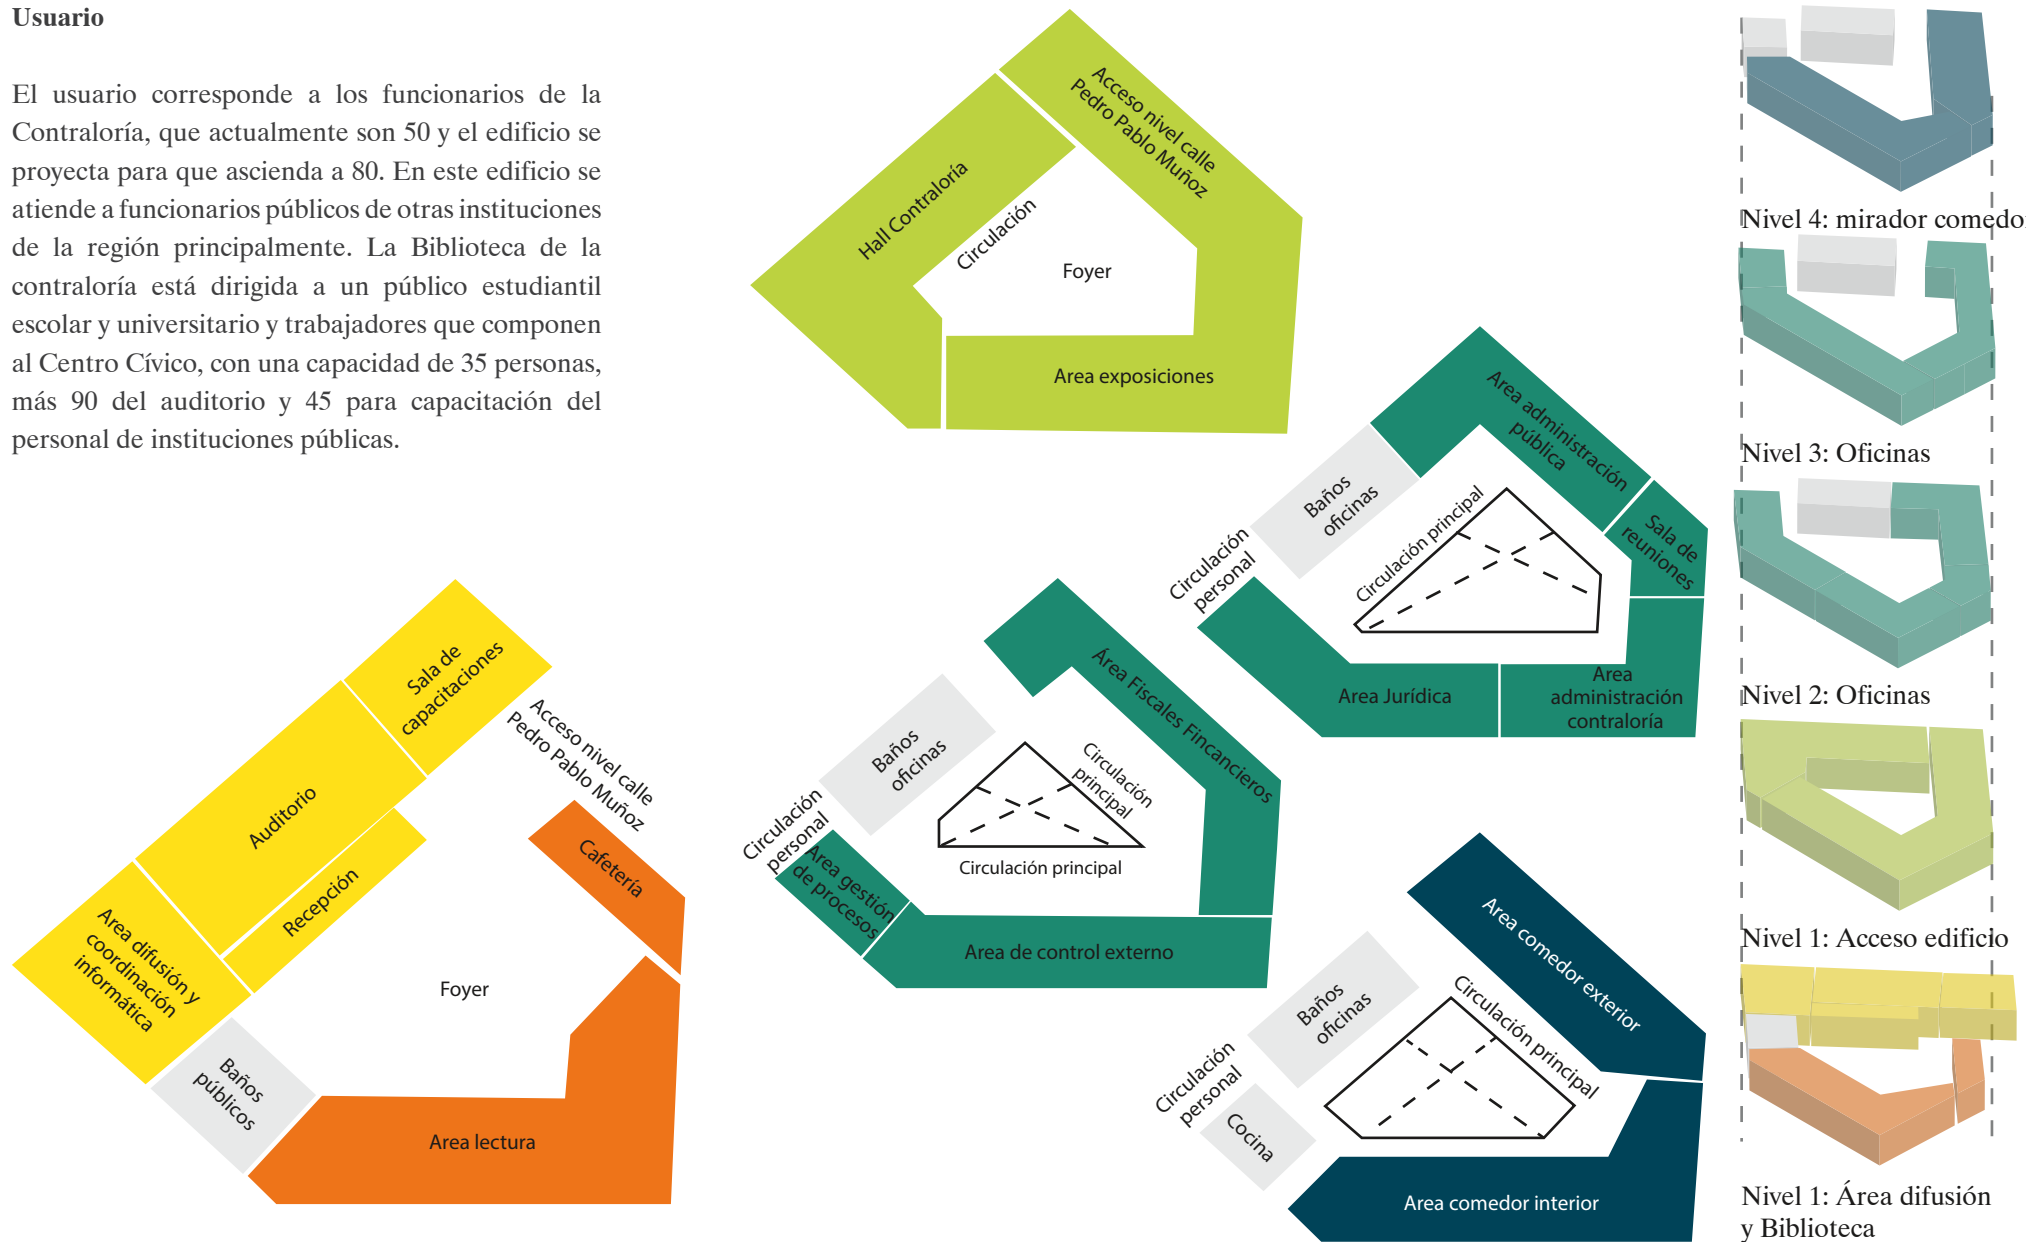 Usuario
El usuario corresponde a los funcionarios de la
Contraloría, que actualmente son 50 y el edificio se
proyecta para que ascienda a 80. En este edificio se
atiende a funcionarios públicos de otras instituciones
de la región principalmente. La Biblioteca de la
contraloría está dirigida a un público estudiantil
escolar y universitario y trabajadores que componen
al Centro Cívico, con una capacidad de 35 personas,
más 90 del auditorio y 45 para capacitación del
personal de instituciones públicas.
Acceso nivel calle
Pedro Pablo Muñoz
Hall Contraloría
Circulación
Foyer
Area exposiciones
Area administración
pública
Baños
oficinas
Circulación principal
Sala de
reuniones
Circulación
personal
Area Jurídica
Area
administración
contraloría
Área Fiscales Fincancieros
Baños
oficinas
Circulación
principal
Circulación
personal
Circulación principal
Area gestión
de procesos
Area de control externo
Sala de
capacitaciones
Acceso nivel calle
Pedro Pablo Muñoz
Auditorio
Cafetería
Recepción
Area difusión y
coordinación
informática
Foyer
Baños
públicos
Area lectura
Area comedor exterior
Baños
oficinas
Circulación principal
Circulación
personal
Cocina
Area comedor interior
Nivel 4: mirador comedo
Nivel 3: Oficinas
Nivel 2: Oficinas
Nivel 1: Acceso edificio
Nivel 1: Área difusión
y Biblioteca